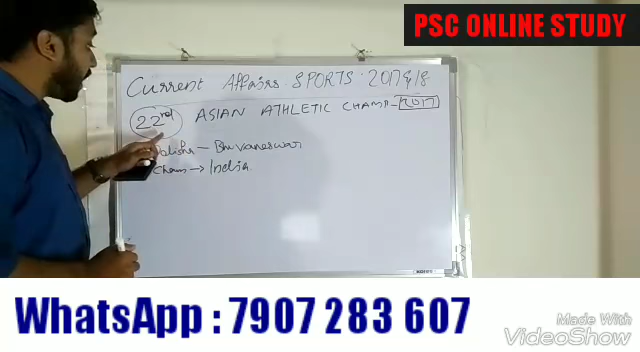 PSC ONLINE STUDY
Current Affairs SPORTS 2017 & 18
22nd ASIAN ATHLETIC CHAMP- 2017
Bhuvaneswar
Cham → India
KORES
WhatsApp : 7907 283 607
Made With
VideoShow